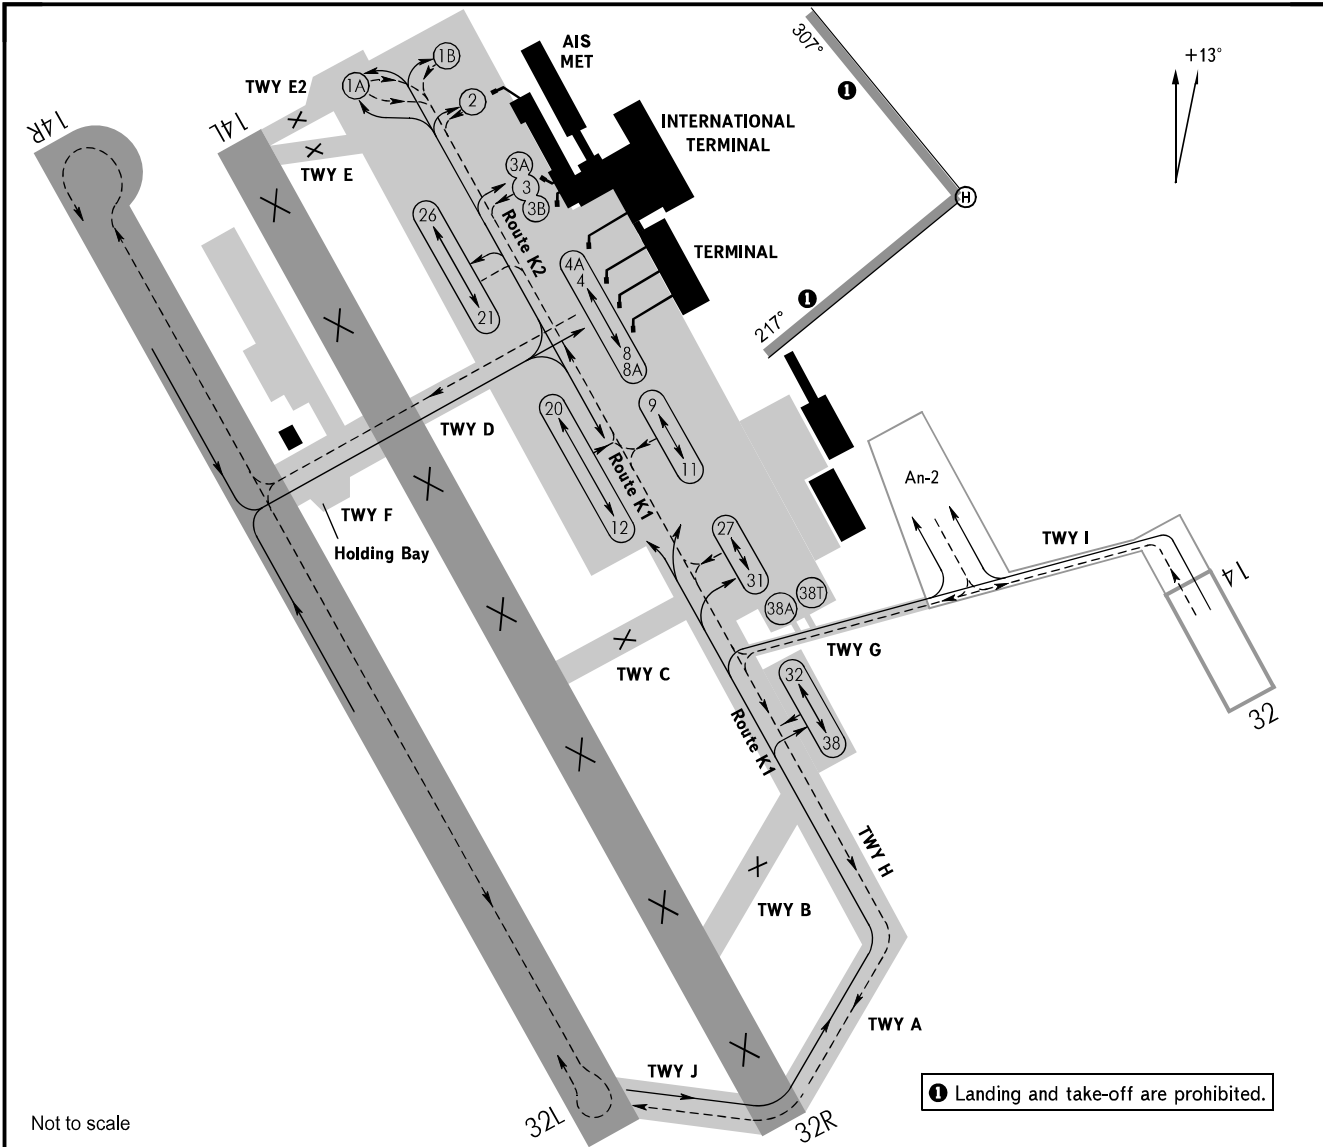 AIS
MET
307°
+13°
1B
1A
2
TWY E2
14R
14L
INTERNATIONAL
TERMINAL
TWY E
3A
3
3B
H
26
Route K2
TERMINAL
4A
4
21
217°
8
8A
20
9
TWY D
11
Route K1
An-2
TWY F
12
Holding Bay
27
TWY I
31
38T
38A
14
TWY G
TWY C
32
32
Route K1
38
TWY H
TWY B
TWY A
TWY J
1 Landing and take-off are prohibited.
Not to scale
32L
32R
1
1